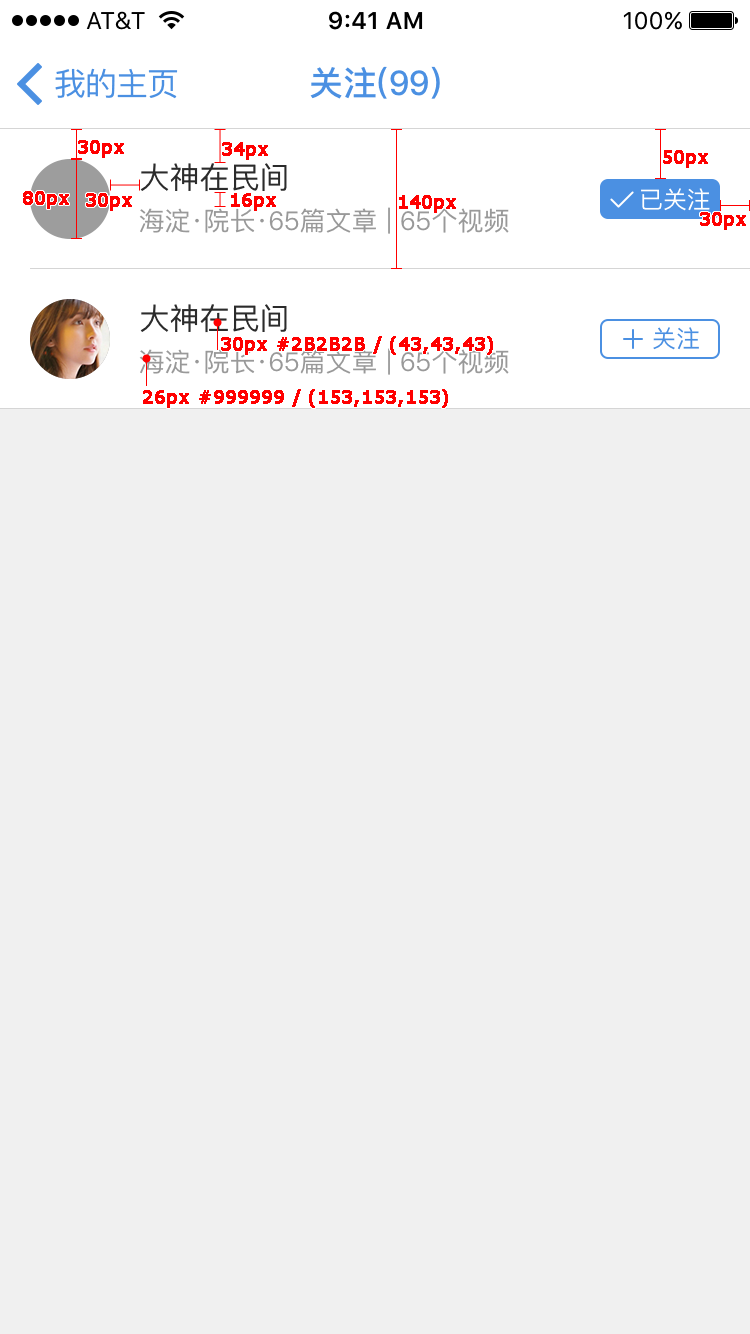 AT&T 9:41 AM 100%
我的主页 关注(99)
30px 34px 50px
大神在民间
80px 30px 16px 140px 已关注
海淀·院长·65篇文章 | 65个视频 30px
大神在民间
30px #2B2B2B / (43,43,43) 关注
海淀·院长·65篇文章 | 65个视频
26px #999999 / (153,153,153)